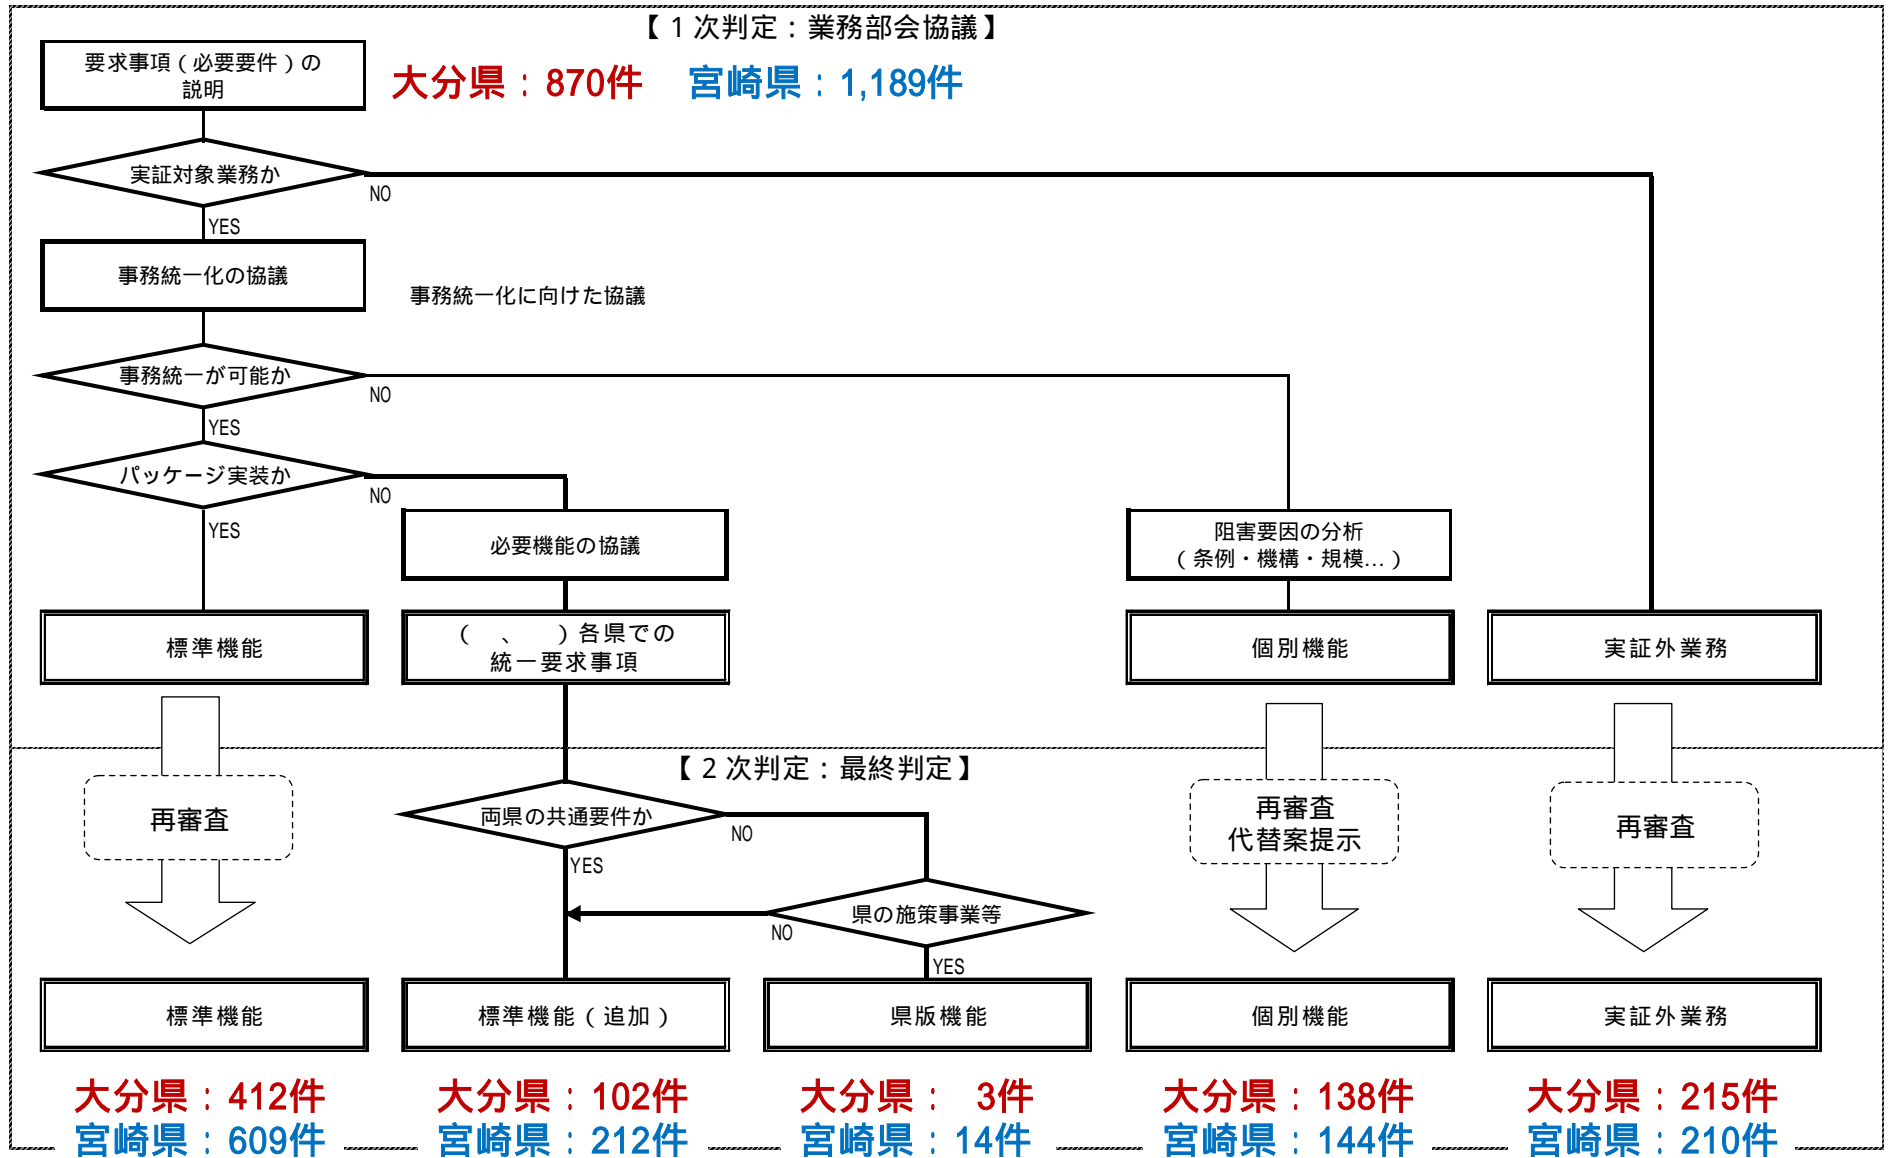 【１次判定：業務部会協議】
要求事項（必要要件）の
説明
大分県：870件　宮崎県：1,189件
実証対象業務か
NO
YES
事務統一化の協議
事務統一化に向けた協議
事務統一が可能か
NO
YES
パッケージ実装か
NO
YES
必要機能の協議
阻害要因の分析
（条例・機構・規模…）
標準機能
（　、　）各県での
統一要求事項
個別機能
実証外業務
【２次判定：最終判定】
再審査
両県の共通要件か
NO
YES
再審査
代替案提示
再審査
県の施策事業等
NO
YES
標準機能
標準機能（追加）
県版機能
個別機能
実証外業務
大分県：412件
宮崎県：609件
大分県：102件
宮崎県：212件
大分県：　3件
宮崎県：14件
大分県：138件
宮崎県：144件
大分県：215件
宮崎県：210件